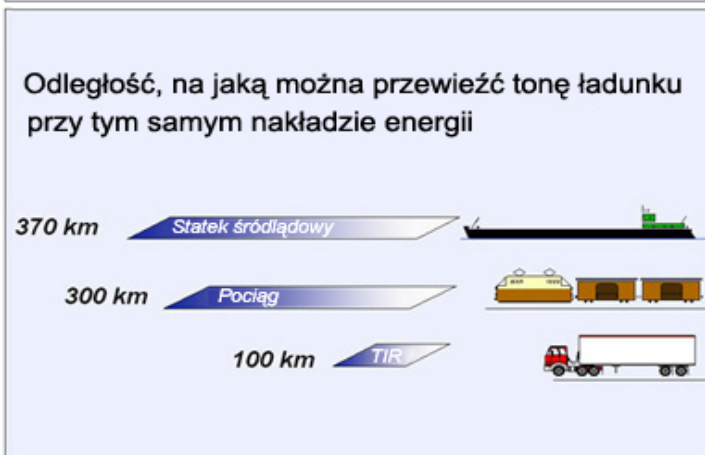 Odległość, na jaką można przewieźć tonę ładunku
przy tym samym nakładzie energii
370 km Statek śródlądowy
300 km Pociąg
100 km TIR